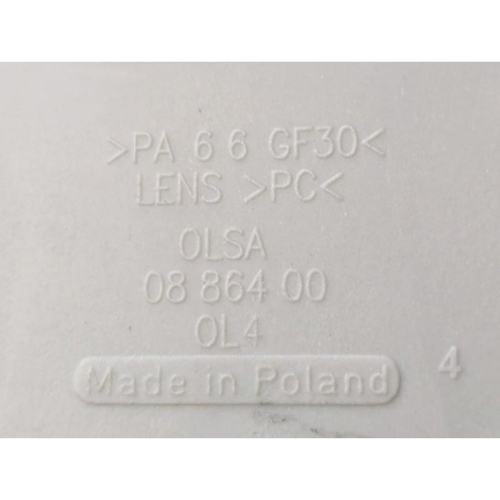 >PA 6 6 GF30<
LENS >PC<
OLSA
08 864 00
OL4
Made in Poland
4